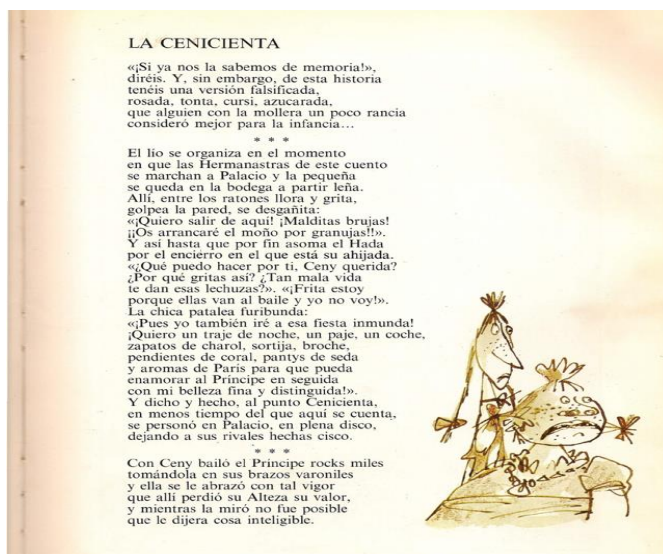 LA CENICIENTA
«¡Si ya nos la sabemos de memoria!»,
diréis. Y, sin embargo, de esta historia
tenéis una versión falsificada,
rosada, tonta, cursi, azucarada,
que alguien con la mollera un poco rancia
consideró mejor para la infancia...
* * *
El lío se organiza en el momento
en que las Hermanastras de este cuento
se marchan a Palacio y la pequeña
se queda en la bodega a partir leña.
Allí, entre los ratones llora y grita,
golpea la pared, se desgañita:
«¡Quiero salir de aquí! ¡Malditas brujas!
¡¡Os arrancaré el moño por granujas!!».
Y así hasta que por fin asoma el Hada
por el encierro en el que está su ahijada.
«¿Qué puedo hacer por ti, Ceny querida?
¿Por qué gritas así? ¿Tan mala vida
te dan esas lechuzas?». «¡Frita estoy
porque ellas van al baile y yo no voy!».
La chica patalea furibunda:
«¡Pues yo también iré a esa fiesta inmunda!
¡Quiero un traje de noche, un paje, un coche,
zapatos de charol, sortija, broche,
pendientes de coral, pantys de seda
y aromas de París para que pueda
enamorar al Príncipe en seguida
con mi belleza fina y distinguida!».
Y dicho y hecho, al punto Cenicienta,
en menos tiempo del que aquí se cuenta,
se personó en Palacio, en plena disco,
dejando a sus rivales hechas cisco.
* * *
Con Ceny bailó el Príncipe rocks miles
tomándola en sus brazos varoniles
y ella se le abrazó con tal vigor
que allí perdió su Alteza su valor,
y mientras la miró no fue posible
que le dijera cosa inteligible.